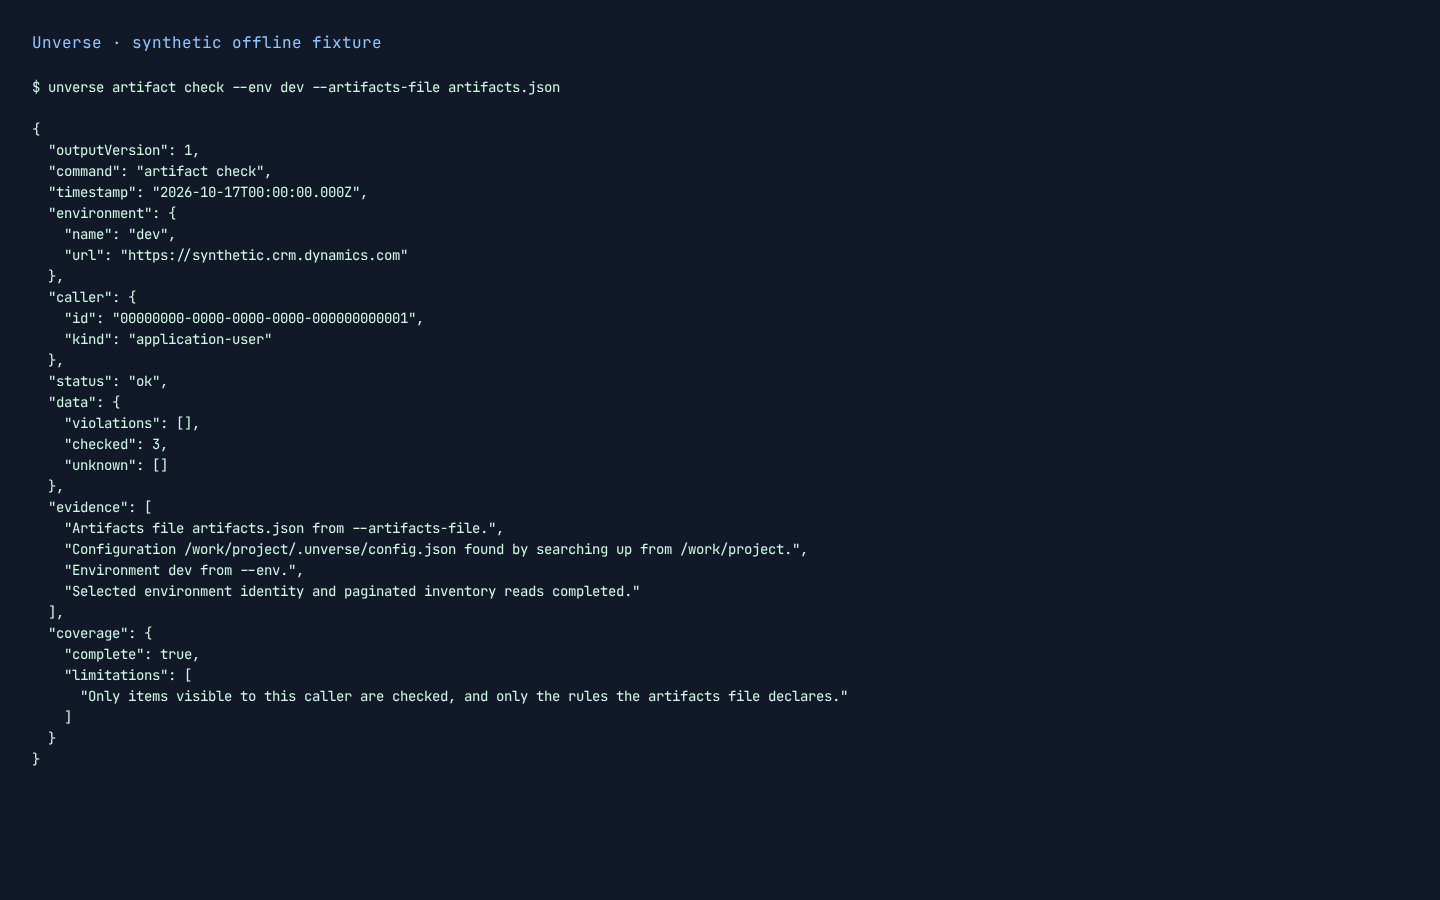 Unverse · synthetic offline fixture
$ unverse artifact check --env dev --artifacts-file artifacts.json
{
  "outputVersion": 1,
  "command": "artifact check",
  "timestamp": "2026-10-17T00:00:00.000Z",
  "environment": {
    "name": "dev",
    "url": "https://synthetic.crm.dynamics.com"
  },
  "caller": {
    "id": "00000000-0000-0000-0000-000000000001",
    "kind": "application-user"
  },
  "status": "ok",
  "data": {
    "violations": [],
    "checked": 3,
    "unknown": []
  },
  "evidence": [
    "Artifacts file artifacts.json from --artifacts-file.",
    "Configuration /work/project/.unverse/config.json found by searching up from /work/project.",
    "Environment dev from --env.",
    "Selected environment identity and paginated inventory reads completed."
  ],
  "coverage": {
    "complete": true,
    "limitations": [
      "Only items visible to this caller are checked, and only the rules the artifacts file declares."
    ]
  }
}